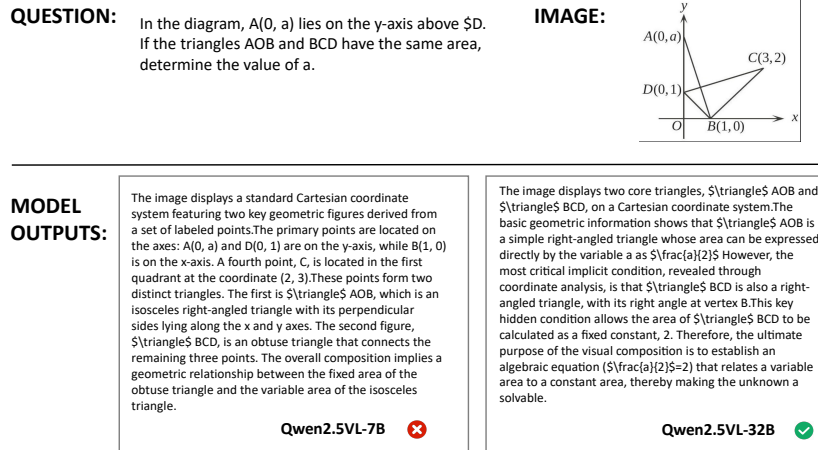 QUESTION:
In the diagram, A(0, a) lies on the y-axis above $D.
If the triangles AOB and BCD have the same area,
determine the value of a.
IMAGE:
y
A(0, a)
C(3, 2)
D(0, 1)
x
O
B(1, 0)
MODEL
OUTPUTS:
The image displays a standard Cartesian coordinate
system featuring two key geometric figures derived from
a set of labeled points.The primary points are located on
the axes: A(0, a) and D(0, 1) are on the y-axis, while B(1, 0)
is on the x-axis. A fourth point, C, is located in the first
quadrant at the coordinate (2, 3).These points form two
distinct triangles. The first is $\triangle$ AOB, which is an
isosceles right-angled triangle with its perpendicular
sides lying along the x and y axes. The second figure,
$\triangle$ BCD, is an obtuse triangle that connects the
remaining three points. The overall composition implies a
geometric relationship between the fixed area of the
obtuse triangle and the variable area of the isosceles
triangle.
Qwen2.5VL-7B
The image displays two core triangles, $\triangle$ AOB and
$\triangle$ BCD, on a Cartesian coordinate system.The
basic geometric information shows that $\triangle$ AOB is
a simple right-angled triangle whose area can be expressed
directly by the variable a as $\frac{a}{2}$ However, the
most critical implicit condition, revealed through
coordinate analysis, is that $\triangle$ BCD is also a right-
angled triangle, with its right angle at vertex B.This key
hidden condition allows the area of $\triangle$ BCD to be
calculated as a fixed constant, 2. Therefore, the ultimate
purpose of the visual composition is to establish an
algebraic equation ($\frac{a}{2}$=2) that relates a variable
area to a constant area, thereby making the unknown a
solvable.
Qwen2.5VL-32B